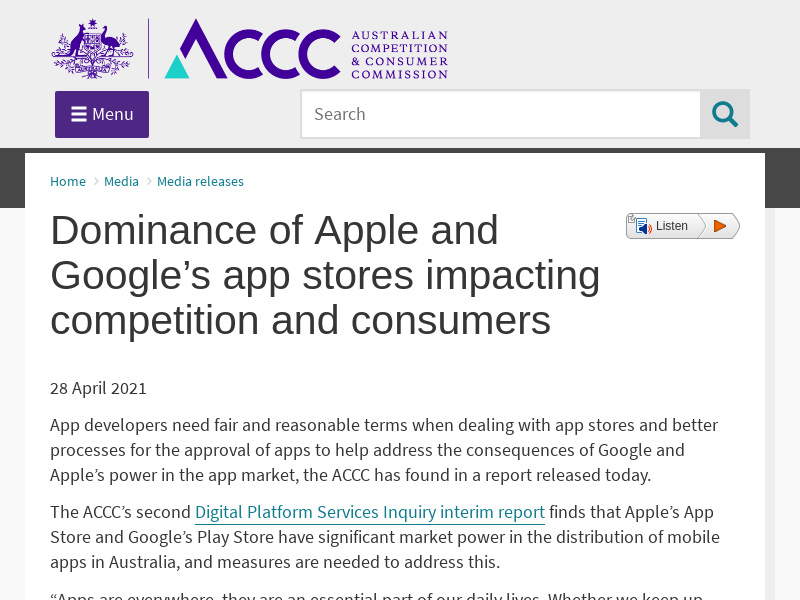 ACCC
AUSTRALIAN
COMPETITION
& CONSUMER
COMMISSION
Menu
Search
Home
Media
Media releases
Dominance of Apple and
Google’s app stores impacting
competition and consumers
Listen
28 April 2021
App developers need fair and reasonable terms when dealing with app stores and better
processes for the approval of apps to help address the consequences of Google and
Apple’s power in the app market, the ACCC has found in a report released today.
The ACCC’s second Digital Platform Services Inquiry interim report finds that Apple’s App
Store and Google’s Play Store have significant market power in the distribution of mobile
apps in Australia, and measures are needed to address this.
“Apps are everywhere, they are an essential part of our daily lives. Whether we keep up